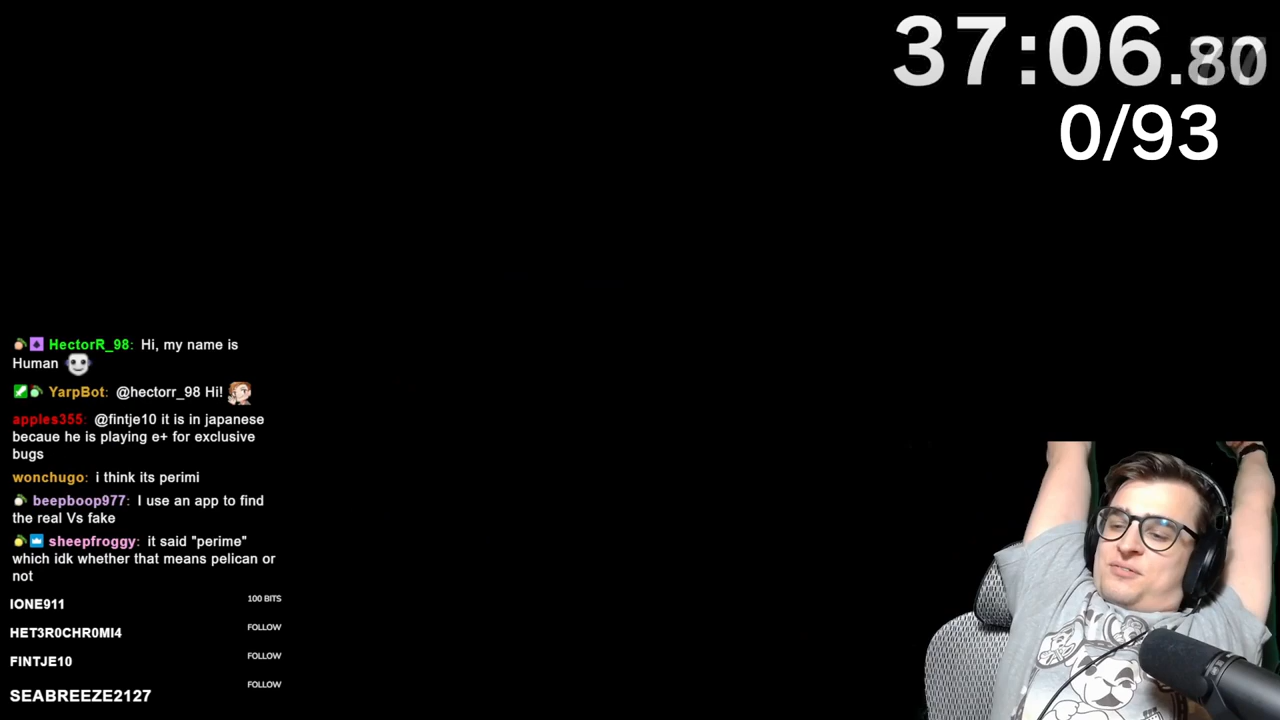 37:06.80
0/93
HectorR_98: Hi, my name is
Human
YarpBot: @hectorr_98 Hi!
apples355: @fintje10 it is in japanese
becaue he is playing e+ for exclusive
bugs
wonchugo: i think its perimi
beepboop977: I use an app to find
the real Vs fake
sheepfroggy: it said "perime"
which idk whether that means pelican or
not
IONE911 100 BITS
HET3R0CHR0MI4 FOLLOW
FINTJE10 FOLLOW
SEABREEZE2127 FOLLOW